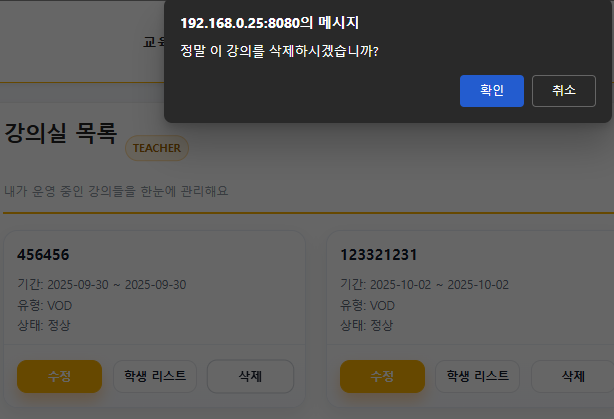 192.168.0.25:8080의 메시지
정말 이 강의를 삭제하시겠습니까?
확인 취소
교육
강의실 목록 TEACHER
내가 운영 중인 강의들을 한눈에 관리해요
456456
기간: 2025-09-30 ~ 2025-09-30
유형: VOD
상태: 정상
수정 학생 리스트 삭제
123321231
기간: 2025-10-02 ~ 2025-10-02
유형: VOD
상태: 정상
수정 학생 리스트 삭제